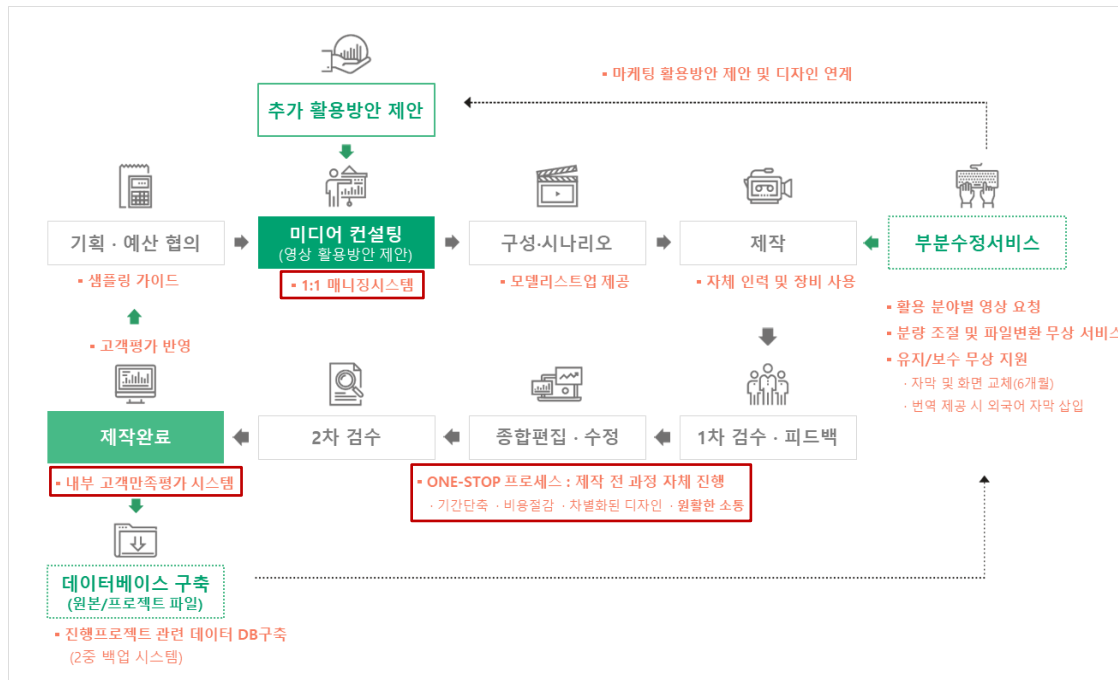 ▪ 마케팅 활용방안 제안 및 디자인 연계
추가 활용방안 제안
기획 · 예산 협의
미디어 컨설팅
(영상 활용방안 제안)
구성·시나리오
제작
부분수정서비스
▪ 샘플링 가이드
▪ 1:1 매니징시스템
▪ 모델리스트업 제공
▪ 자체 인력 및 장비 사용
▪ 활용 분야별 영상 요청
▪ 분량 조절 및 파일변환 무상 서비스
▪ 유지/보수 무상 지원
· 자막 및 화면 교체(6개월)
· 번역 제공 시 외국어 자막 삽입
▪ 고객평가 반영
제작완료
2차 검수
종합편집 · 수정
1차 검수 · 피드백
▪ 내부 고객만족평가 시스템
▪ ONE-STOP 프로세스 : 제작 전 과정 자체 진행
· 기간단축 · 비용절감 · 차별화된 디자인 · 원활한 소통
데이터베이스 구축
(원본/프로젝트 파일)
▪ 진행프로젝트 관련 데이터 DB구축
(2중 백업 시스템)